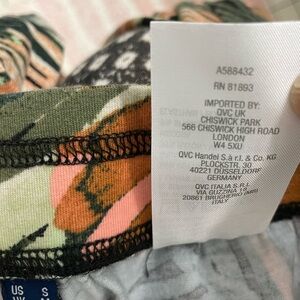 A588432
RN 81893
IMPORTED BY:
QVC UK
CHISWICK PARK
566 CHISWICK HIGH ROAD
LONDON
W4 5XU
QVC Handel S.à r.l. & Co. KG
PLOCKSTR. 30
40221 DÜSSELDORF
GERMANY
QVC ITALIA S.R.L.
VIA GUZZINA 18
20861 BRUGHERIO (MB)
ITALY
US S